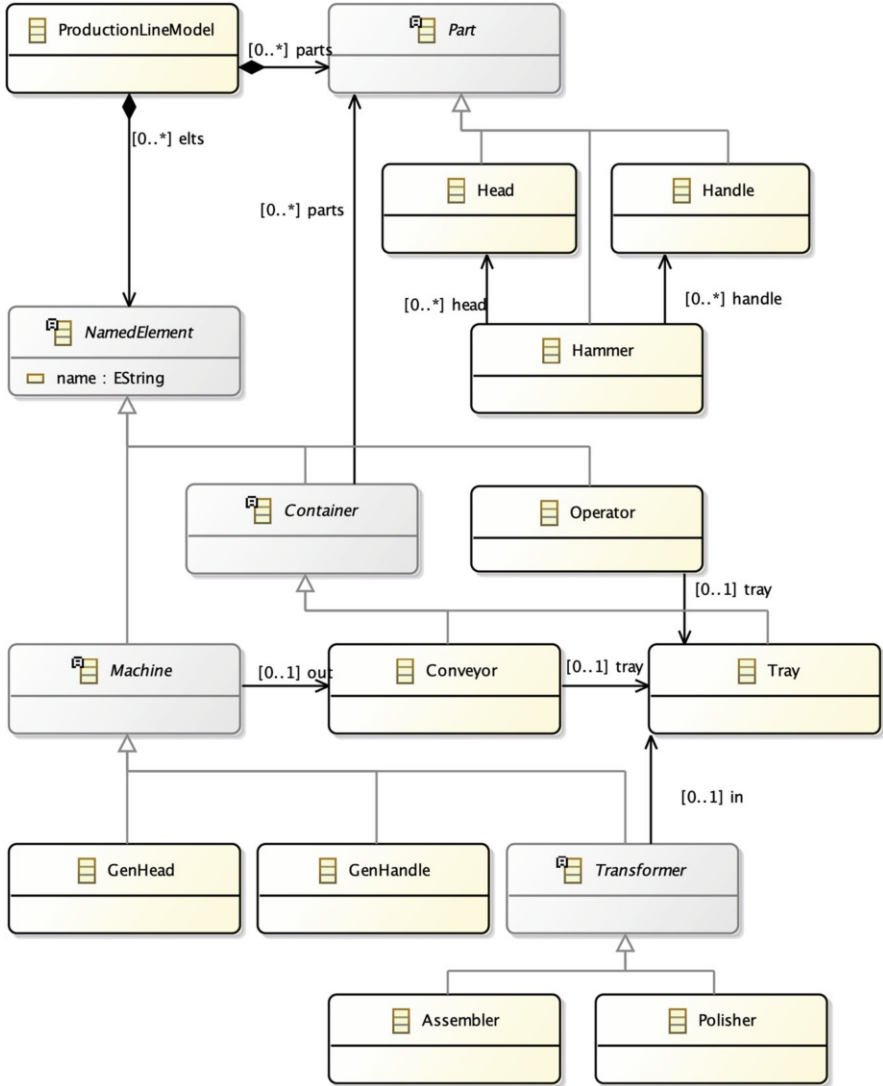 ProductionLineModel
[0..*] parts
Part
[0..*] elts
[0..*] parts
Head
Handle
[0..*] head
[0..*] handle
NamedElement
name : EString
Hammer
Container
Operator
[0..1] tray
Machine
[0..1] out
Conveyor
[0..1] tray
Tray
[0..1] in
GenHead
GenHandle
Transformer
Assembler
Polisher